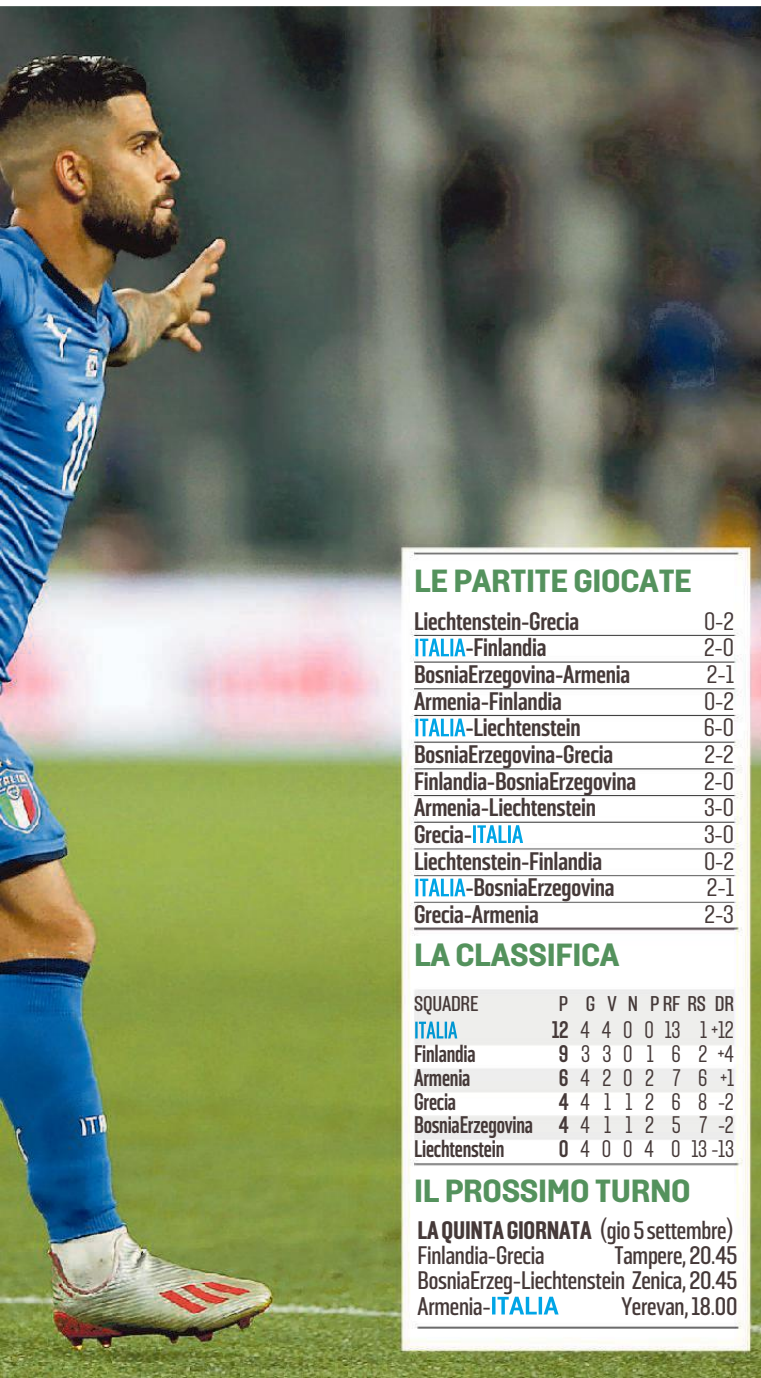 10
ITALIA
ITA
LE PARTITE GIOCATE
Liechtenstein-Grecia 0-2
ITALIA-Finlandia 2-0
BosniaErzegovina-Armenia 2-1
Armenia-Finlandia 0-2
ITALIA-Liechtenstein 6-0
BosniaErzegovina-Grecia 2-2
Finlandia-BosniaErzegovina 2-0
Armenia-Liechtenstein 3-0
Grecia-ITALIA 3-0
Liechtenstein-Finlandia 0-2
ITALIA-BosniaErzegovina 2-1
Grecia-Armenia 2-3
LA CLASSIFICA
SQUADRE P G V N P RF RS DR
ITALIA 12 4 4 0 0 13 1 +12
Finlandia 9 3 3 0 1 6 2 +4
Armenia 6 4 2 0 2 7 6 +1
Grecia 4 4 1 1 2 6 8 -2
BosniaErzegovina 4 4 1 1 2 5 7 -2
Liechtenstein 0 4 0 0 4 0 13 -13
IL PROSSIMO TURNO
LA QUINTA GIORNATA (gio 5 settembre)
Finlandia-Grecia Tampere, 20.45
BosniaErzeg-Liechtenstein Zenica, 20.45
Armenia-ITALIA Yerevan, 18.00